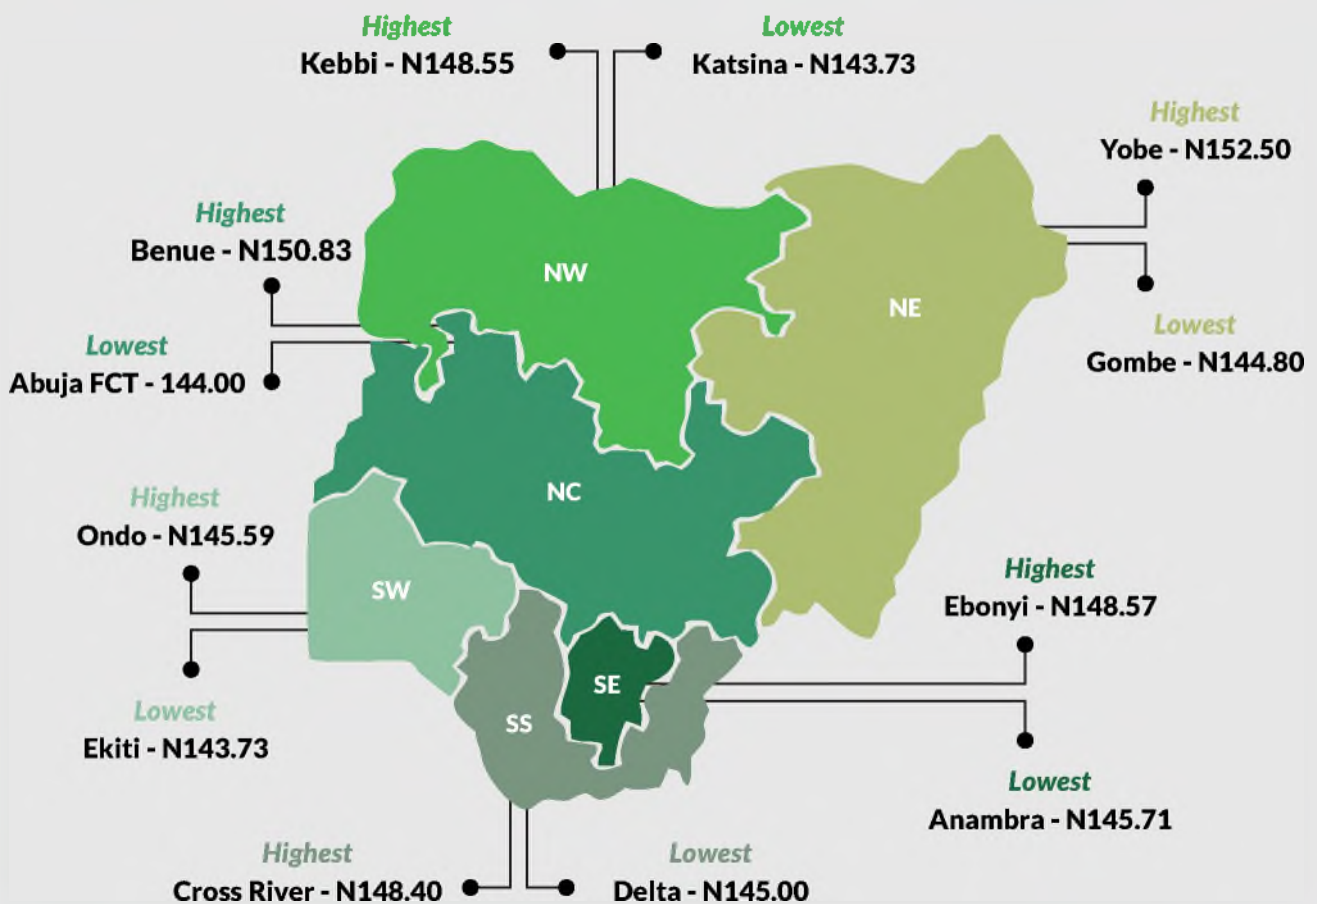 Highest
Kebbi - N148.55
Lowest
Katsina - N143.73
Highest
Yobe - N152.50
Highest
Benue - N150.83
NW
NE
Lowest
Gombe - N144.80
Lowest
Abuja FCT - 144.00
NC
Highest
Ondo - N145.59
SW
Highest
Ebonyi - N148.57
SE
SS
Lowest
Ekiti - N143.73
Lowest
Anambra - N145.71
Highest
Cross River - N148.40
Lowest
Delta - N145.00